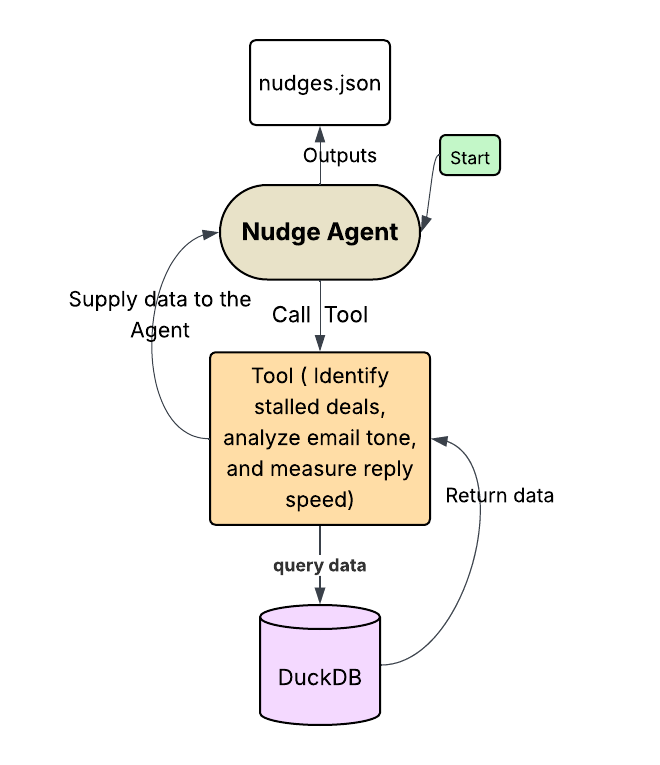 nudges.json
Outputs
Start
Nudge Agent
Supply data to the
Agent
Call Tool
Tool ( Identify
stalled deals,
analyze email tone,
and measure reply
speed)
Return data
query data
DuckDB